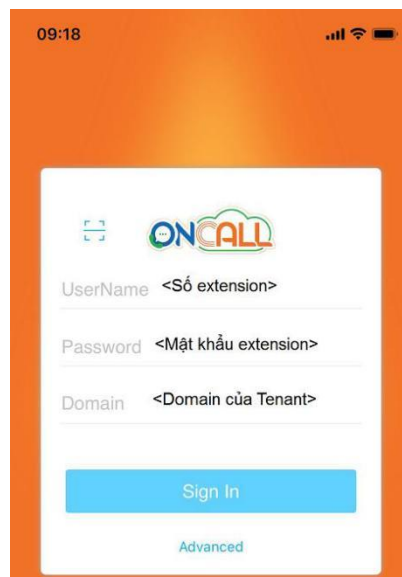 09:18
ONCALL
UserName <Số extension>
Password <Mật khẩu extension>
Domain <Domain của Tenant>
Sign In
Advanced